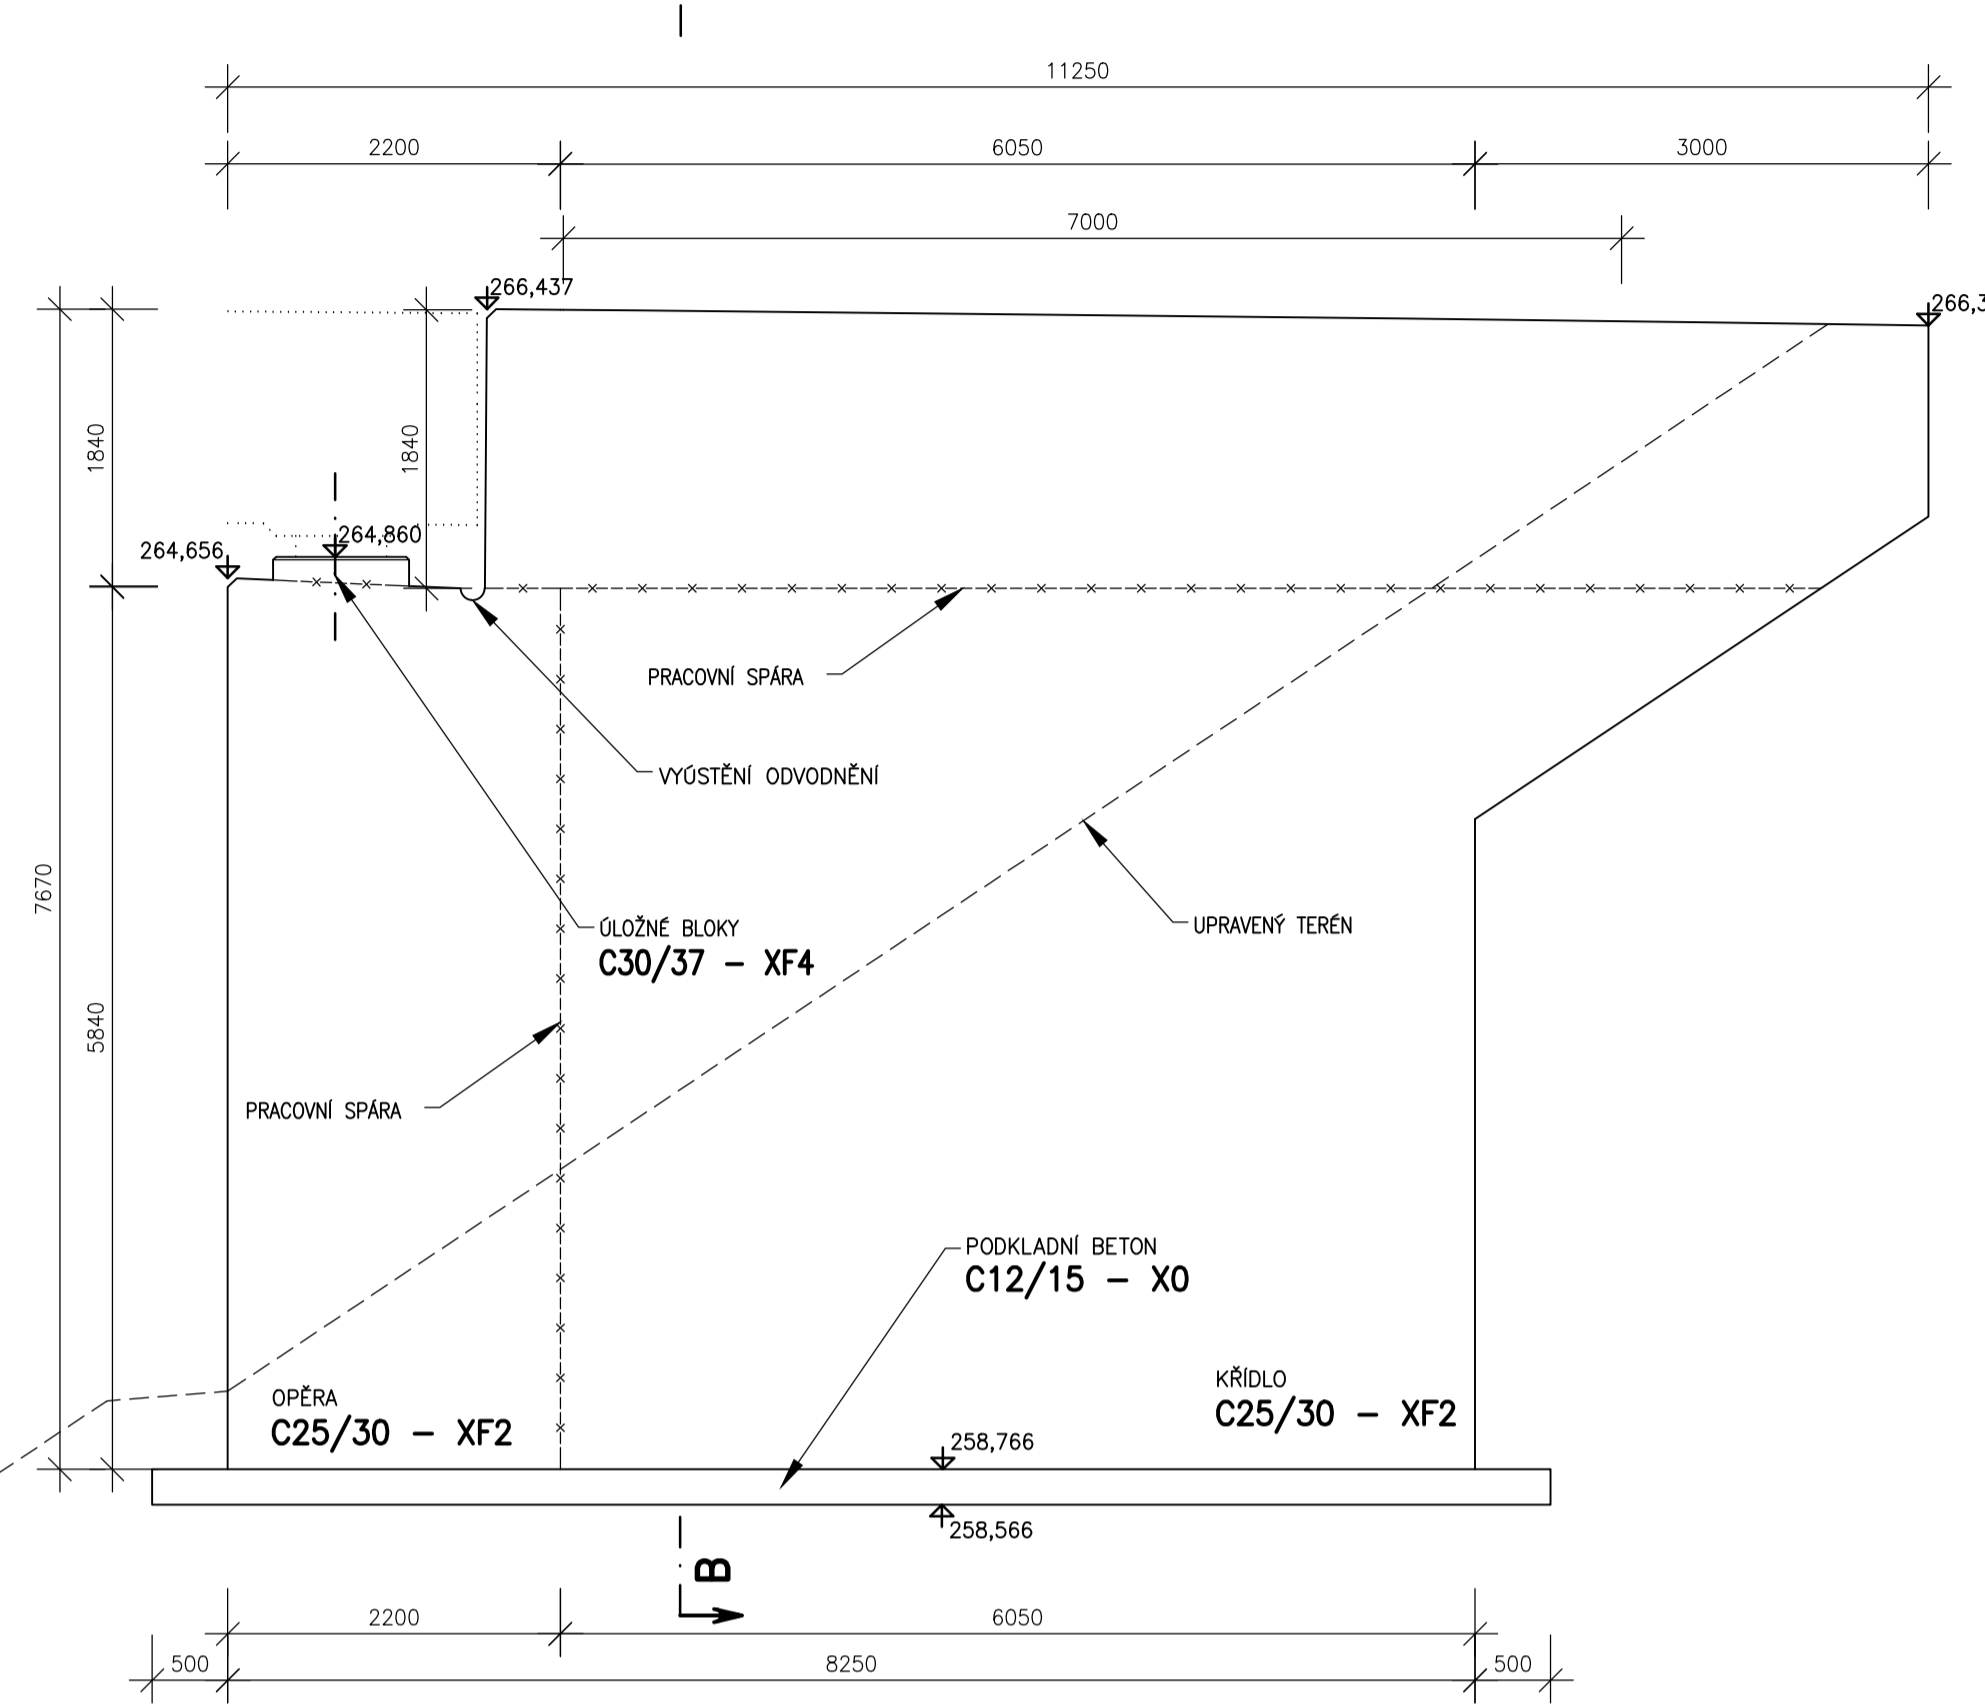 11250
2200
6050
3000
7000
266,437
266,3
1840
1840
264,860
264,656
PRACOVNÍ SPÁRA
VYÚSTĚNÍ ODVODNĚNÍ
7670
ÚLOŽNÉ BLOKY
C30/37 – XF4
UPRAVENÝ TERÉN
5840
PRACOVNÍ SPÁRA
PODKLADNÍ BETON
C12/15 – X0
OPĚRA
C25/30 – XF2
KŘÍDLO
C25/30 – XF2
258,766
258,566
B
2200
6050
500
8250
500